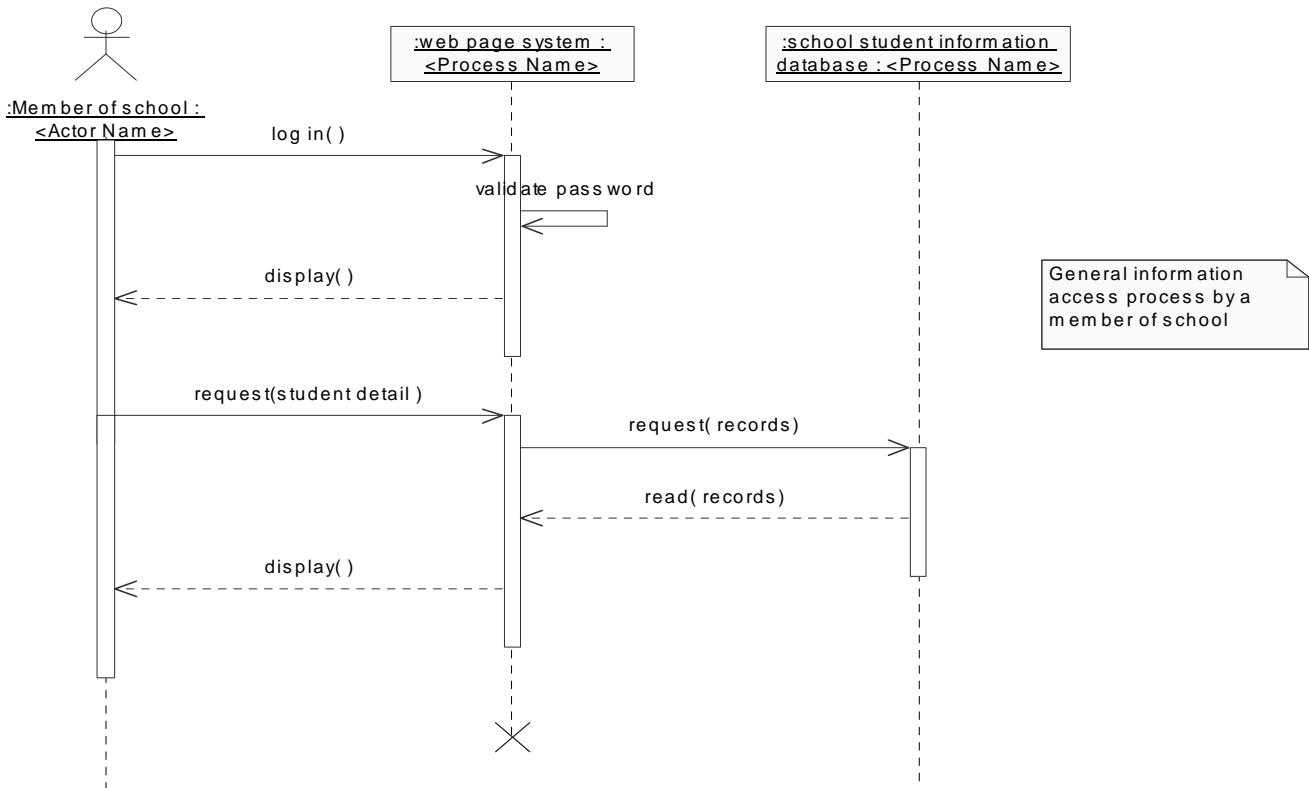 :web page system :
<Process Name>
:school student information
database : <Process Name>
:Member of school :
<Actor Name>
log in( )
validate password
display( )
General information
access process by a
member of school
request(student detail )
request( records)
read( records)
display( )